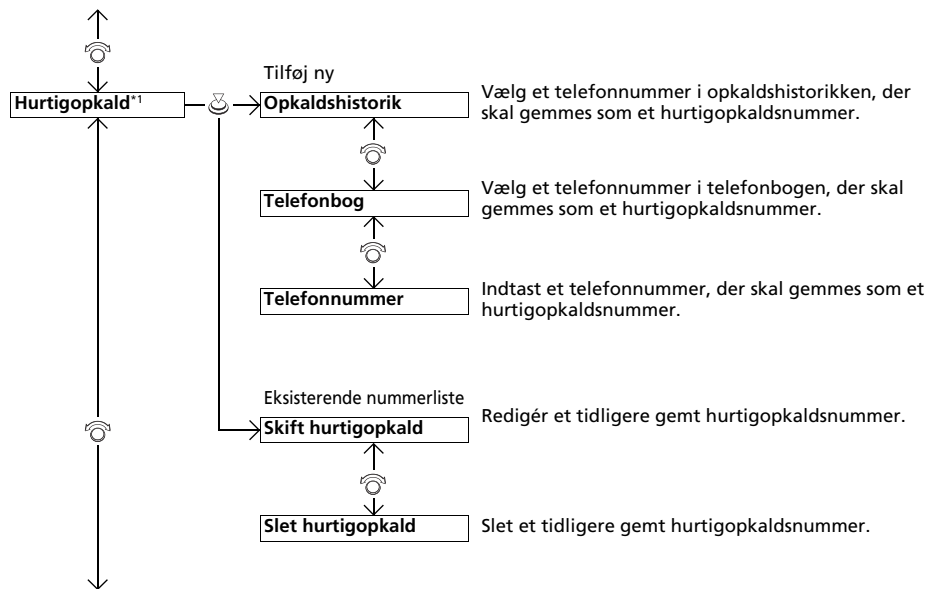 Tilføj ny
Hurtigopkald*1
Opkaldshistorik
Vælg et telefonnummer i opkaldshistorikken, der
skal gemmes som et hurtigopkaldsnummer.
Telefonbog
Vælg et telefonnummer i telefonbogen, der skal
gemmes som et hurtigopkaldsnummer.
Telefonnummer
Indtast et telefonnummer, der skal gemmes som et
hurtigopkaldsnummer.
Eksisterende nummerliste
Skift hurtigopkald
Redigér et tidligere gemt hurtigopkaldsnummer.
Slet hurtigopkald
Slet et tidligere gemt hurtigopkaldsnummer.